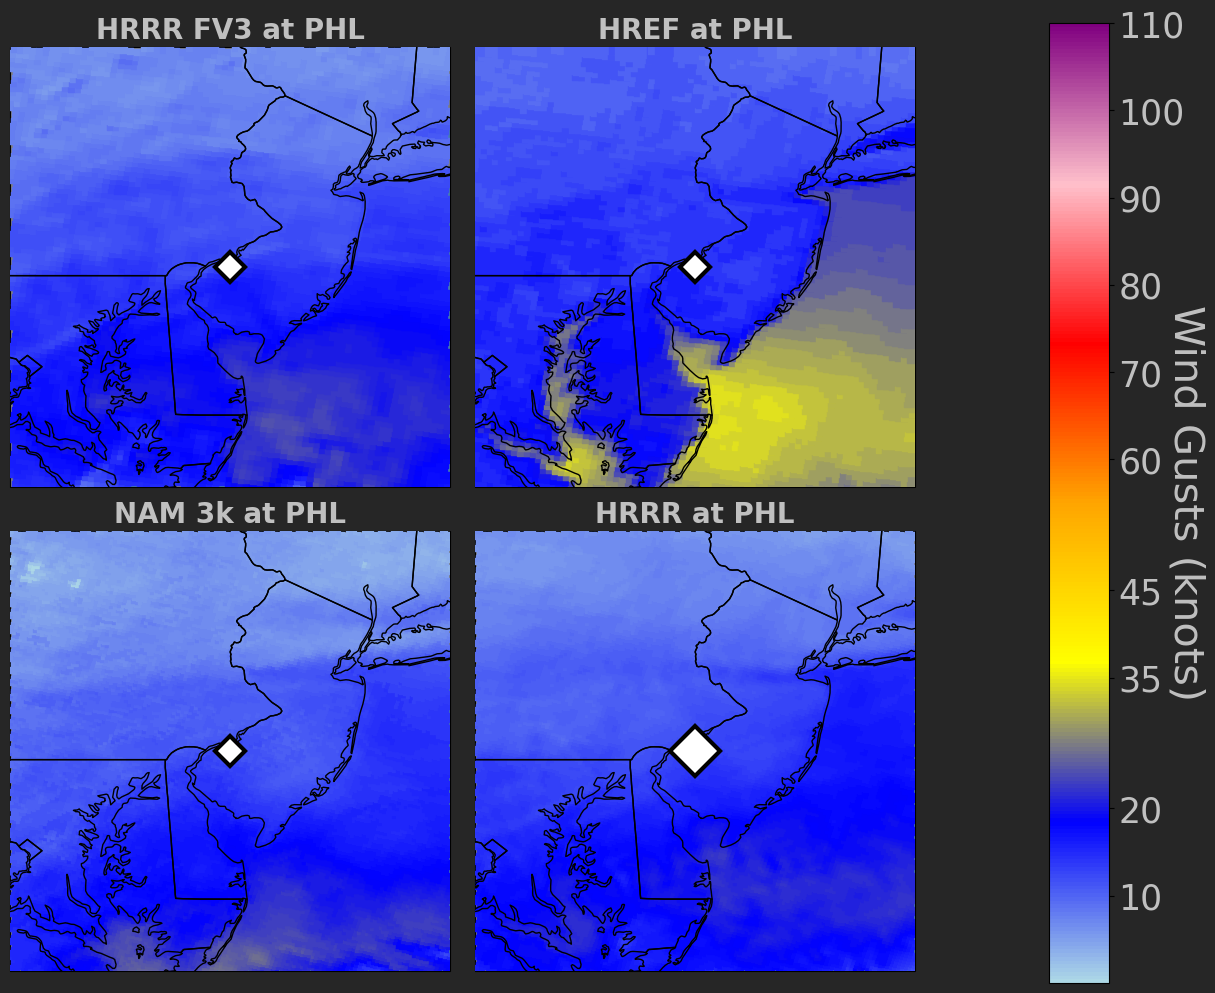 HRRR FV3 at PHL
HREF at PHL
NAM 3k at PHL
HRRR at PHL
110
100
90
80
70
60
45
35
20
10
Wind Gusts (knots)